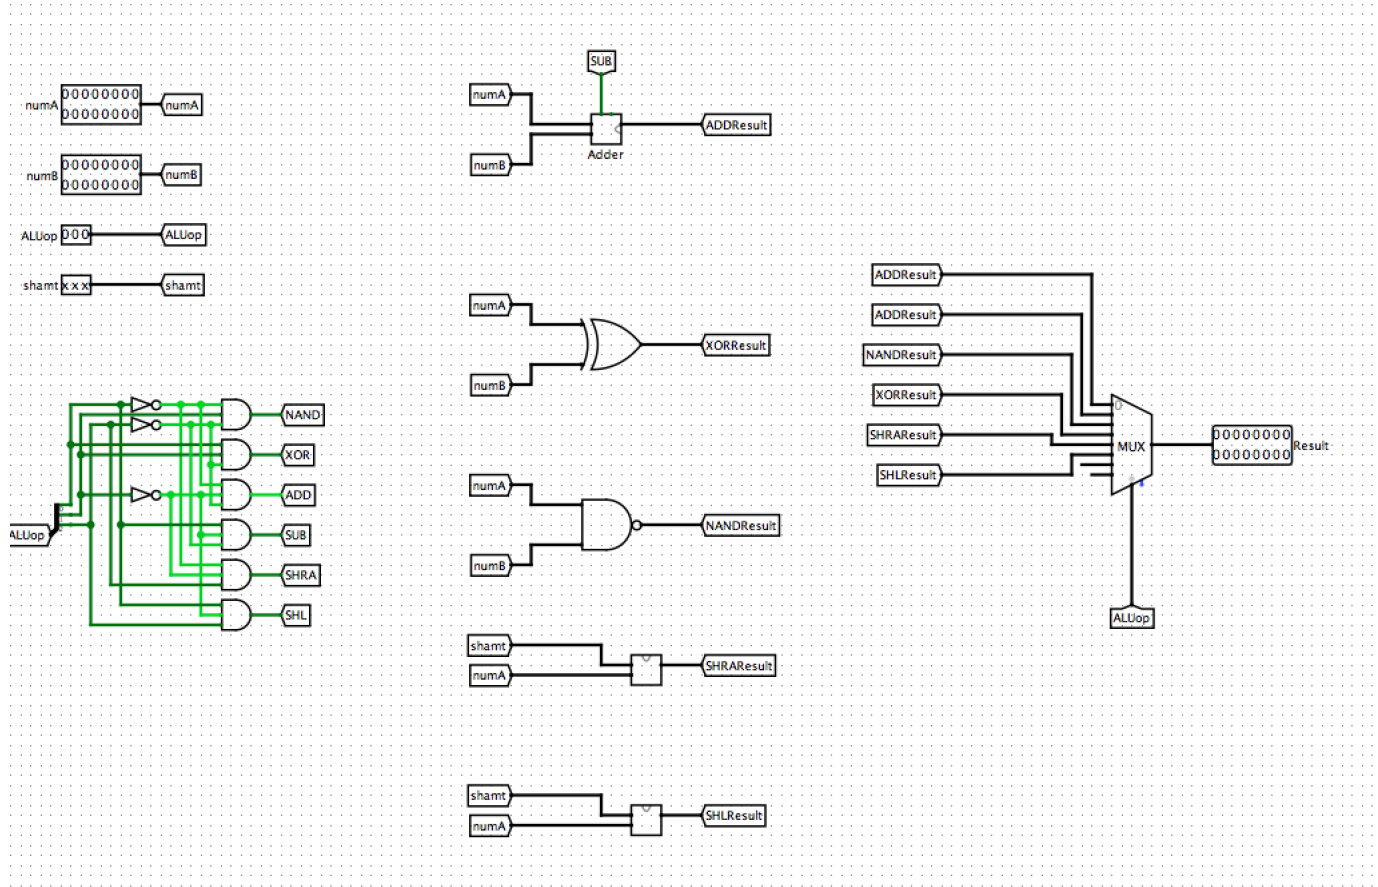 numA
00000000
00000000
numA
numB
00000000
00000000
numB
ALUop
000
ALUop
shamt
xxx
shamt
ALUop
NAND
XOR
ADD
SUB
SHRA
SHL
SUB
numA
numB
Adder
ADDResult
numA
numB
XORResult
numA
numB
NANDResult
shamt
numA
SHRAResult
shamt
numA
SHLResult
ADDResult
ADDResult
NANDResult
XORResult
SHRAResult
SHLResult
0
MUX
00000000
00000000
Result
ALUop